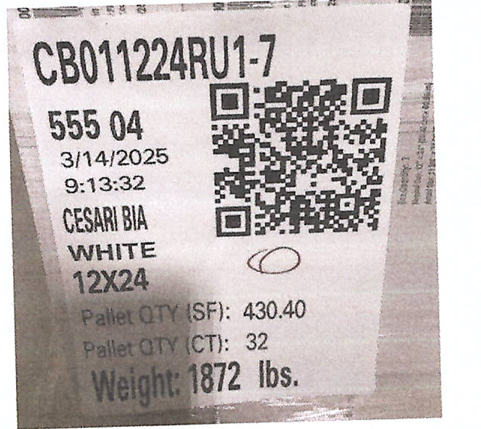 CB011224RU1-7
555 04
3/14/2025
9:13:32
CESARI BIA
WHITE
12X24
Pallet QTY (SF): 430.40
Pallet QTY (CT): 32
Weight: 1872 lbs.